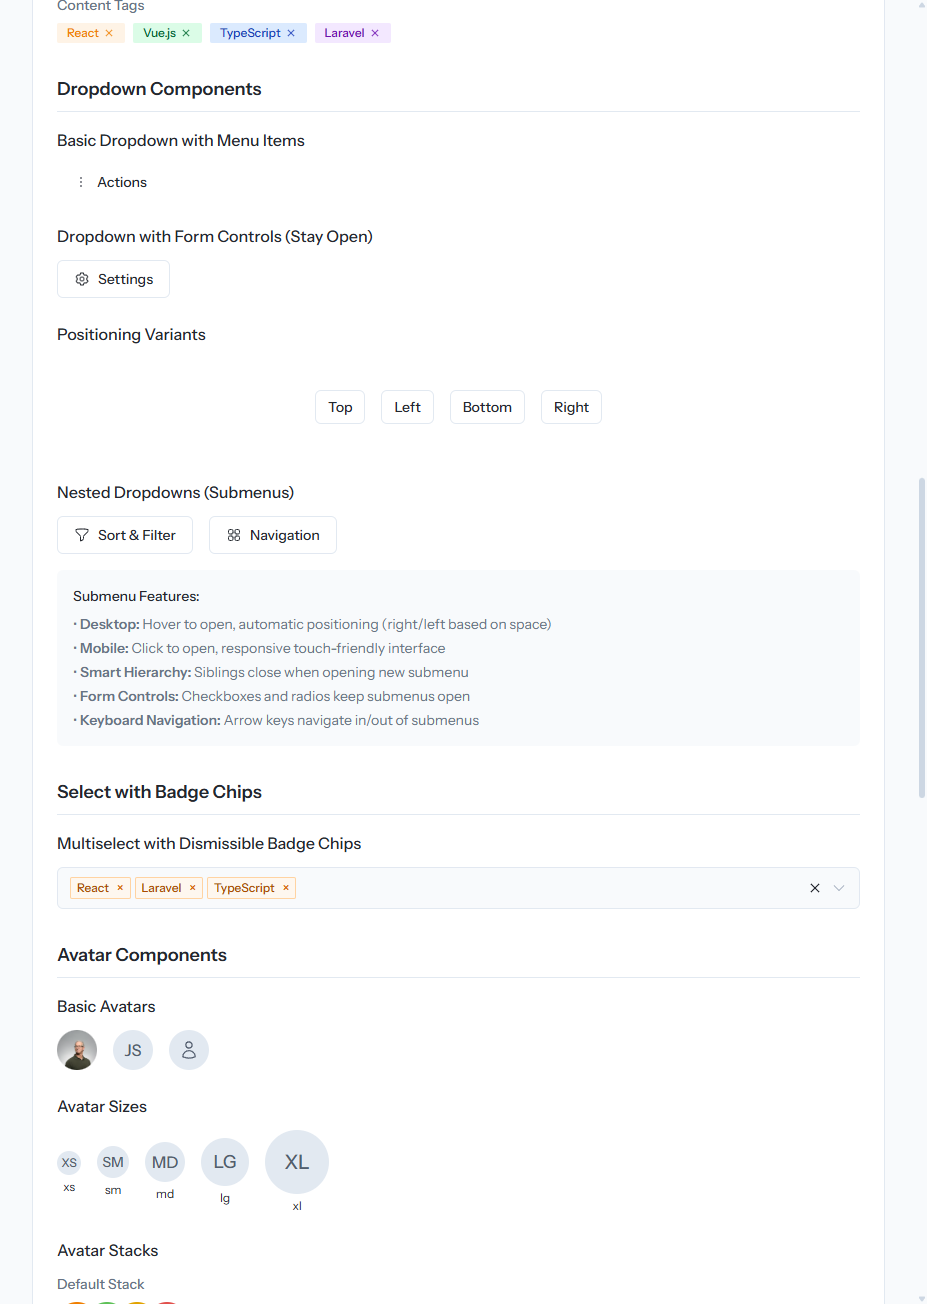 Content Tags
React × Vue.js × TypeScript × Laravel ×
Dropdown Components
Basic Dropdown with Menu Items
Actions
Dropdown with Form Controls (Stay Open)
Settings
Positioning Variants
Top Left Bottom Right
Nested Dropdowns (Submenus)
Sort & Filter Navigation
Submenu Features:
• Desktop: Hover to open, automatic positioning (right/left based on space)
• Mobile: Click to open, responsive touch-friendly interface
• Smart Hierarchy: Siblings close when opening new submenu
• Form Controls: Checkboxes and radios keep submenus open
• Keyboard Navigation: Arrow keys navigate in/out of submenus
Select with Badge Chips
Multiselect with Dismissible Badge Chips
React × Laravel × TypeScript ×
Avatar Components
Basic Avatars
JS
Avatar Sizes
XS SM MD LG XL
xs sm md lg xl
Avatar Stacks
Default Stack